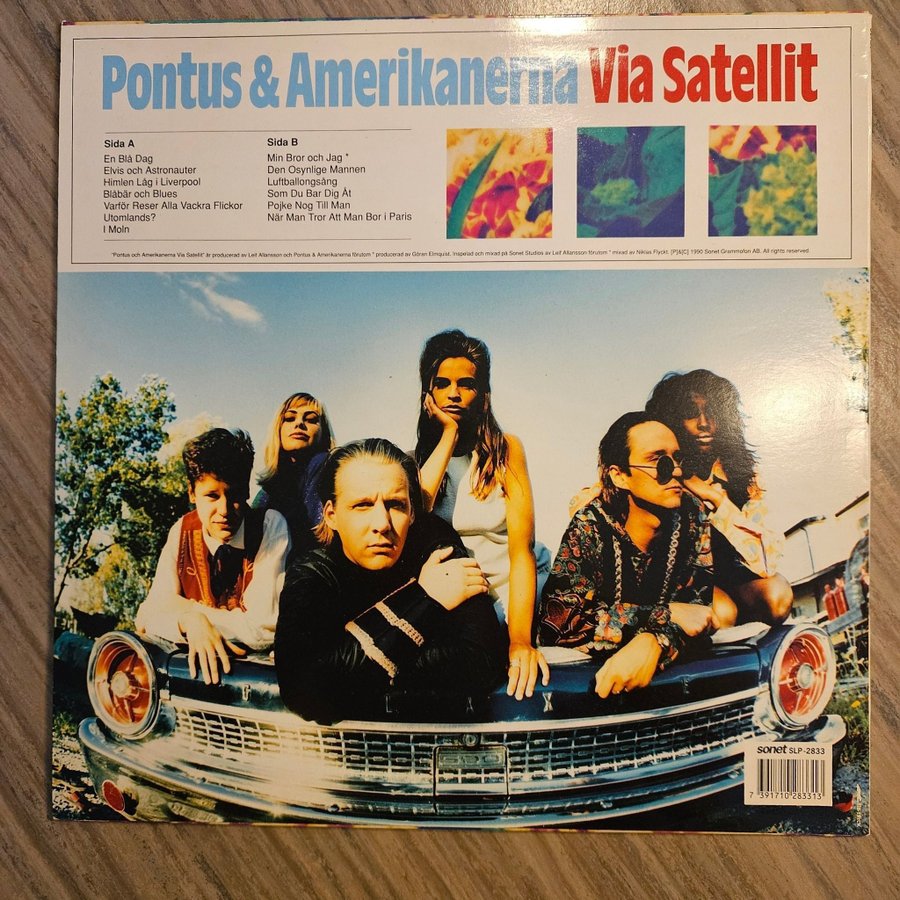 Pontus & Amerikanerna Via Satellit
Sida A
En Blå Dag
Elvis och Astronauter
Himlen Låg i Liverpool
Blåbär och Blues
Varför Reser Alla Vackra Flickor
Utomlands?
I Moln
Sida B
Min Bror och Jag *
Den Osynlige Mannen
Luftballongsång
Som Du Bar Dig Åt
Pojke Nog Till Man
När Man Tror Att Man Bor i Paris
"Pontus och Amerikanerna Via Satellit" är producerad av Leif Allansson och Pontus & Amerikanerna förutom * producerad av Göran Elmquist. Inspelad och mixad på Sonet Studios av Leif Allansson förutom * mixad av Niklas Flyckt. [P]&[C] 1990 Sonet Grammofon AB. All rights reserved.
sonet SLP-2833
7 391710 283313